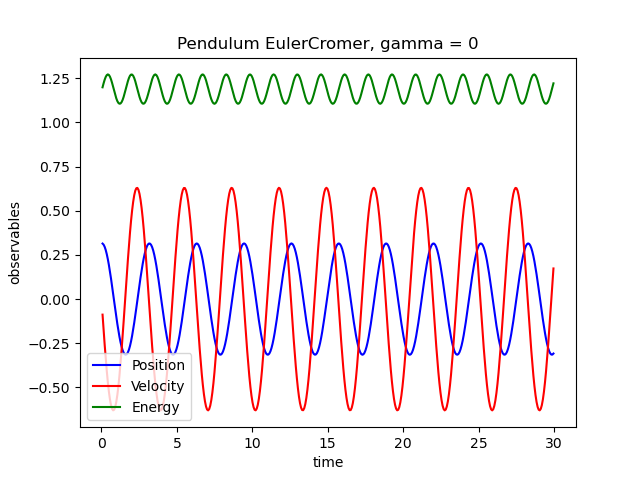 Pendulum EulerCromer, gamma = 0
observables
1.25
1.00
0.75
0.50
0.25
0.00
−0.25
−0.50
Position
Velocity
Energy
0
5
10
15
20
25
30
time